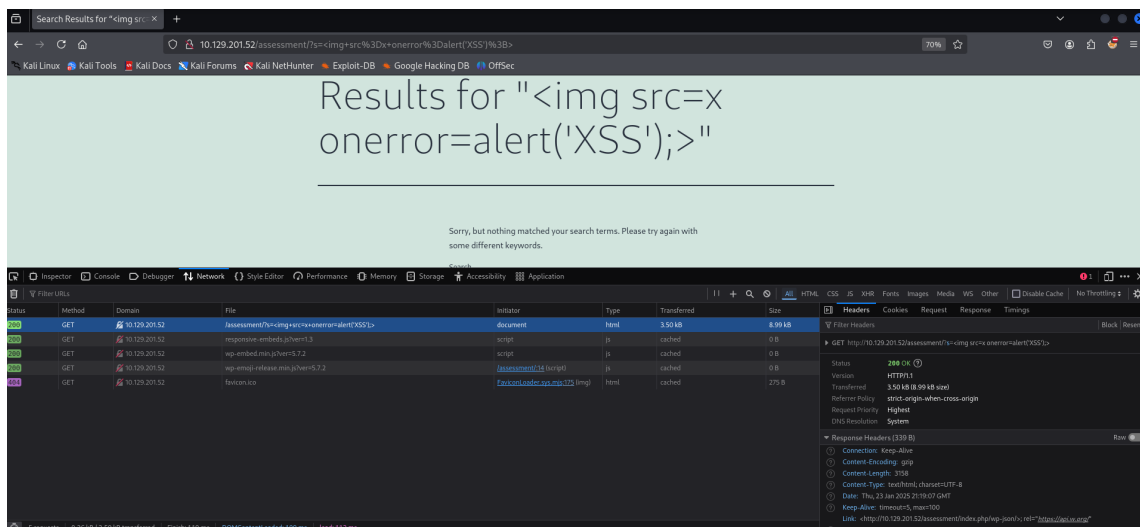 Search Results for "<img src=
10.129.201.52/assessment/?s=<img+src%3Dx+onerror%3Dalert('XSS')%3B>
70%
Kali Linux Kali Tools Kali Docs Kali Forums Kali NetHunter Exploit-DB Google Hacking DB OffSec
Results for "<img src=x
onerror=alert('XSS');>"
Sorry, but nothing matched your search terms. Please try again with
some different keywords.
Search
Inspector Console Debugger Network Style Editor Performance Memory Storage Accessibility Application 1
Filter URLs All HTML CSS JS XHR Fonts Images Media WS Other Disable Cache No Throttling
Status Method Domain File Initiator Type Transferred Size Headers Cookies Request Response Timings
200 GET 10.129.201.52 /assessment/?s=<img+src=x+onerror=alert('XSS');> document html 3.50 kB 8.99 kB Filter Headers Block
200 GET 10.129.201.52 responsive-embeds.js?ver=1.3 script js cached 0 B
GET http://10.129.201.52/assessment/?s=<img src=x onerror=alert('XSS');>
200 GET 10.129.201.52 wp-embed.min.js?ver=5.7.2 script js cached 0 B
200 GET 10.129.201.52 wp-emoji-release.min.js?ver=5.7.2 /assessment/:14 (script) js cached 0 B
404 GET 10.129.201.52 favicon.ico FaviconLoader.sys.mjs:175 (img) html cached 275 B
Status 200 OK
Version HTTP/1.1
Transferred 3.50 kB (8.99 kB size)
Referrer Policy strict-origin-when-cross-origin
Request Priority Highest
DNS Resolution System
Response Headers (339 B) Raw
Connection: Keep-Alive
Content-Encoding: gzip
Content-Length: 3158
Content-Type: text/html; charset=UTF-8
Date: Thu, 23 Jan 2025 21:19:07 GMT
Keep-Alive: timeout=5, max=100
Link: <http://10.129.201.52/assessment/index.php/wp-json/>; rel="https://api.w.org/"